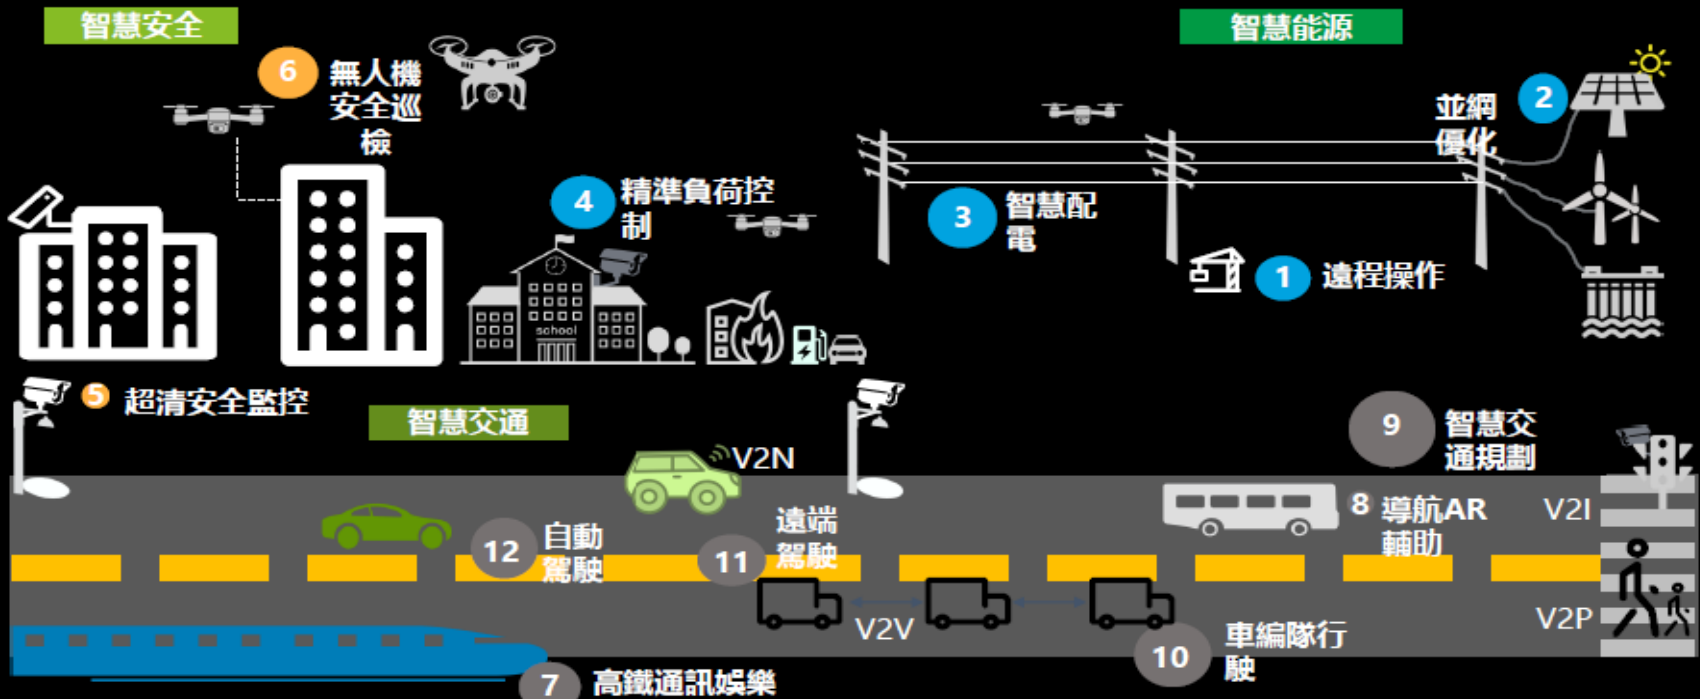 智慧安全
智慧能源
6
無人機
安全巡
檢
並網
優化
2
4
精準負荷控
制
3
智慧配
電
1
遠程操作
school
5
超清安全監控
智慧交通
9
智慧交
通規劃
V2N
8
導航AR
輔助
V2I
12
自動
駕駛
11
遠端
駕駛
V2V
V2P
10
車編隊行
駛
7
高鐵通訊娛樂